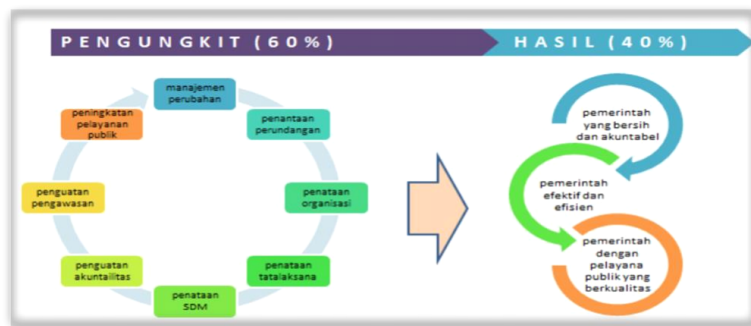 PENGUNGKIT (60%)
HASIL (40%)
manajemen
perubahan
penantaan
perundangan
penataan
organisasi
penataan
tatalaksana
penataan
SDM
penguatan
akuntailitas
penguatan
pengawasan
peningkatan
pelayanan
publik
pemerintah
yang bersih
dan akuntabel
pemerintah
efektif dan
efisien
pemerintah
dengan
pelayana
publik yang
berkualitas